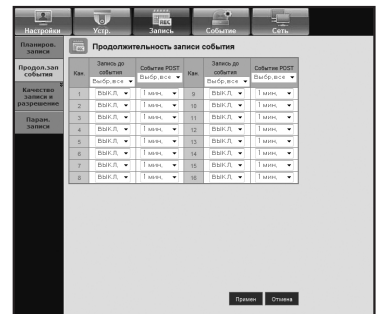 Настройки Устр. REC Запись Событие Сеть
Планиров. записи
Продол.зап события
Качество записи и разрешение
Парам. записи
Продолжительность записи события
Кан. Запись до события Событие POST Кан. Запись до события Событие POST
Выбр,все Выбр,все Выбр,все Выбр,все
1 ВЫКЛ, 1 мин, 9 ВЫКЛ, 1 мин,
2 ВЫКЛ, 1 мин, 10 ВЫКЛ, 1 мин,
3 ВЫКЛ, 1 мин, 11 ВЫКЛ, 1 мин,
4 ВЫКЛ, 1 мин, 12 ВЫКЛ, 1 мин,
5 ВЫКЛ, 1 мин, 13 ВЫКЛ, 1 мин,
6 ВЫКЛ, 1 мин, 14 ВЫКЛ, 1 мин,
7 ВЫКЛ, 1 мин, 15 ВЫКЛ, 1 мин,
8 ВЫКЛ, 1 мин, 16 ВЫКЛ, 1 мин,
Примен Отмена